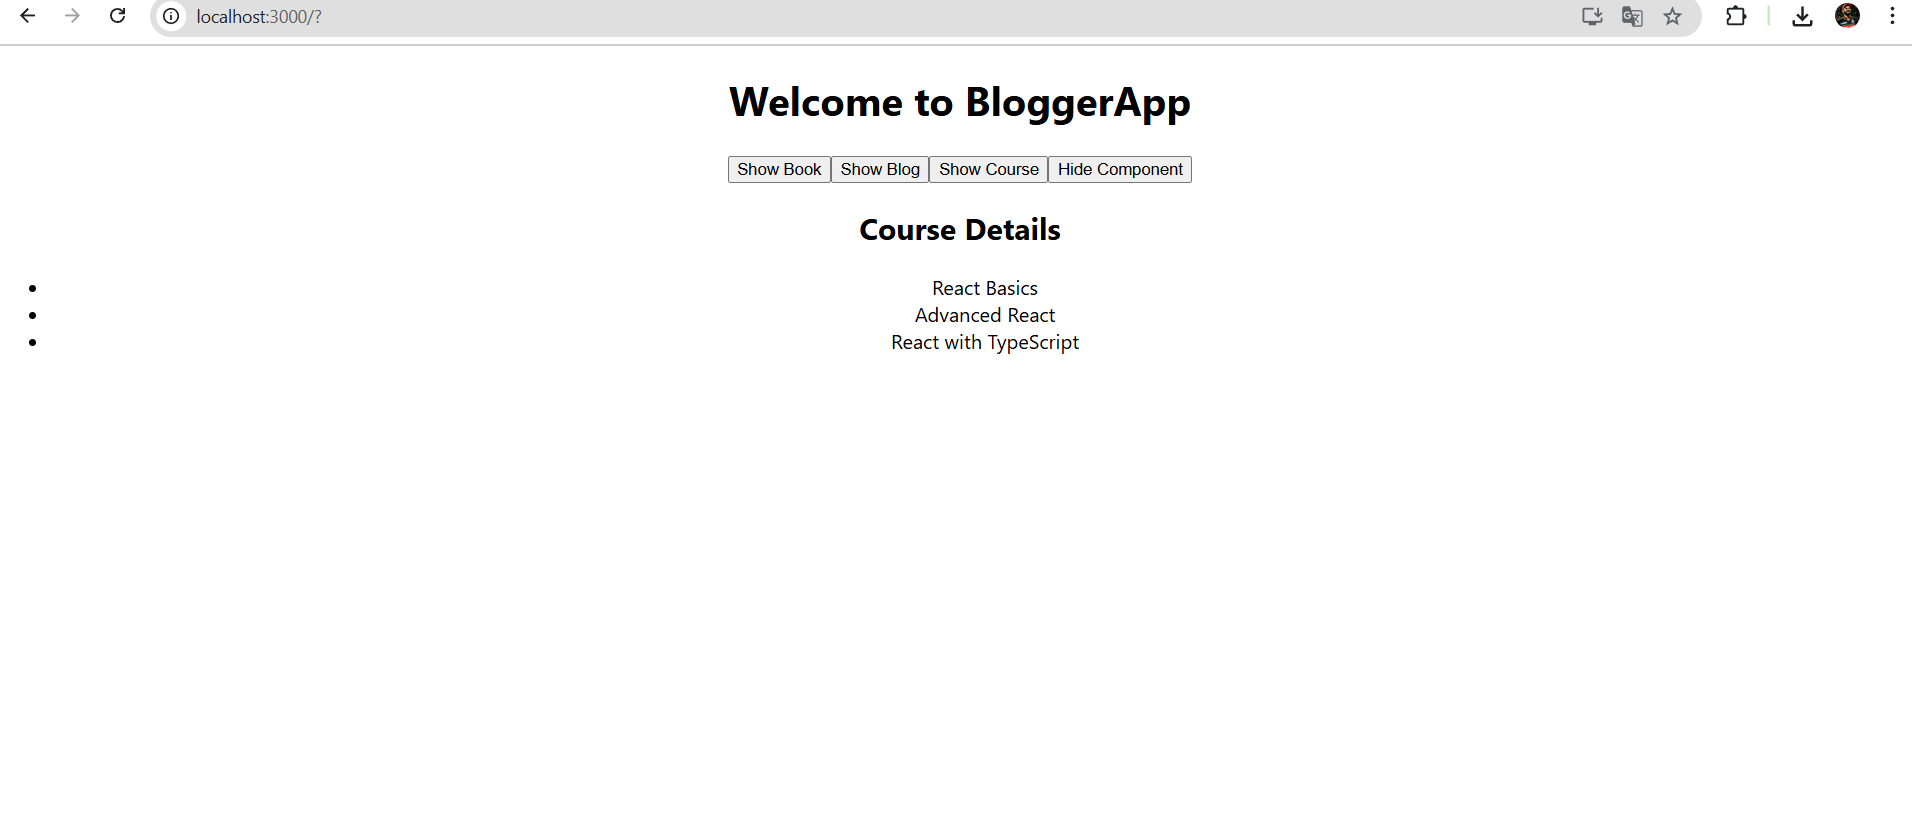 localhost:3000/?
Welcome to BloggerApp
Show Book Show Blog Show Course Hide Component
Course Details
• React Basics
• Advanced React
• React with TypeScript